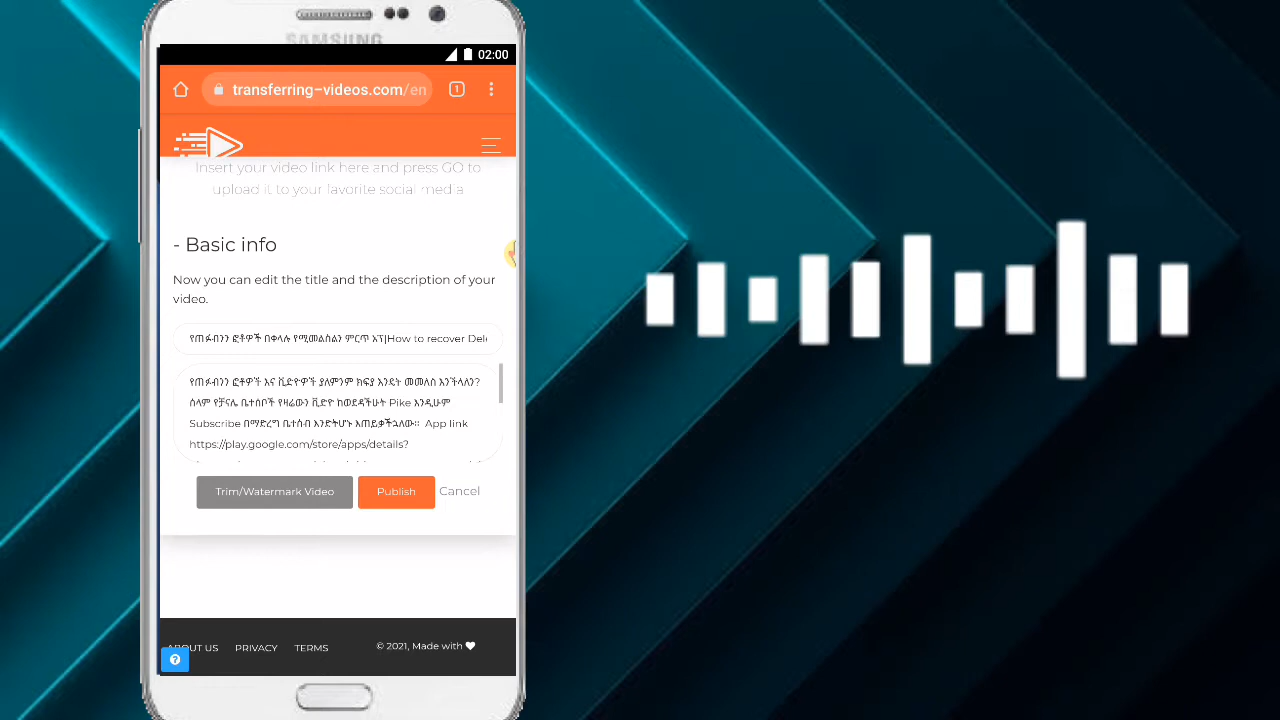 SAMSUNG
02:00
transferring-videos.com/en
1
Insert your video link here and press GO to
upload it to your favorite social med a
- Basic info
Now you can edit the title and the description of your
video.
የጠፉብንን ፎቶዎች በቀላሉ የሚመልስልን ምርጥ አፕ|How to recover Dele
የጠፉብንን ፎቶዎች እና ቪድዮዎች ያለምንም ክፍያ እንዴት መመለስ እንችላለን?
ሰላም የቻናሌ ቤተሰቦች የዛሬውን ቪድዮ ከወደዳችሁት Pike እንዲሁም
Subscribe በማድረግ ቤተሰብ እንድትሆኑ እጠይቃችኋለው። App link
https://play.google.com/store/apps/details?
Trim/Watermark Video
Publish
Cancel
ABOUT US
PRIVACY
TERMS
© 2021, Made with